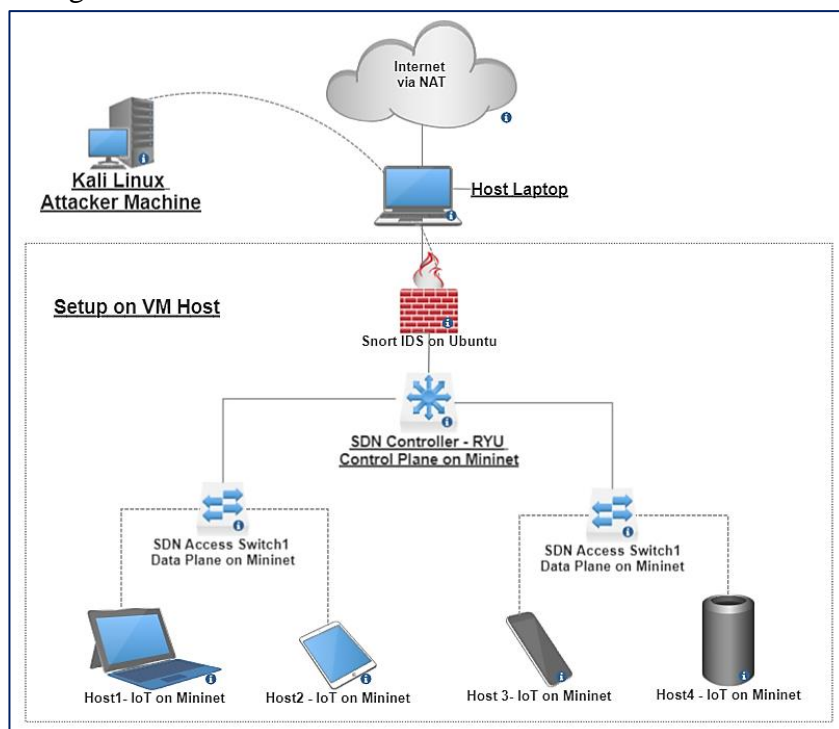 Internet
via NAT
Kali Linux
Attacker Machine
Host Laptop
Setup on VM Host
Snort IDS on Ubuntu
SDN Controller - RYU
Control Plane on Mininet
SDN Access Switch1
Data Plane on Mininet
SDN Access Switch1
Data Plane on Mininet
Host1- IoT on Mininet
Host2 - IoT on Mininet
Host 3- IoT on Mininet
Host4 - IoT on Mininet